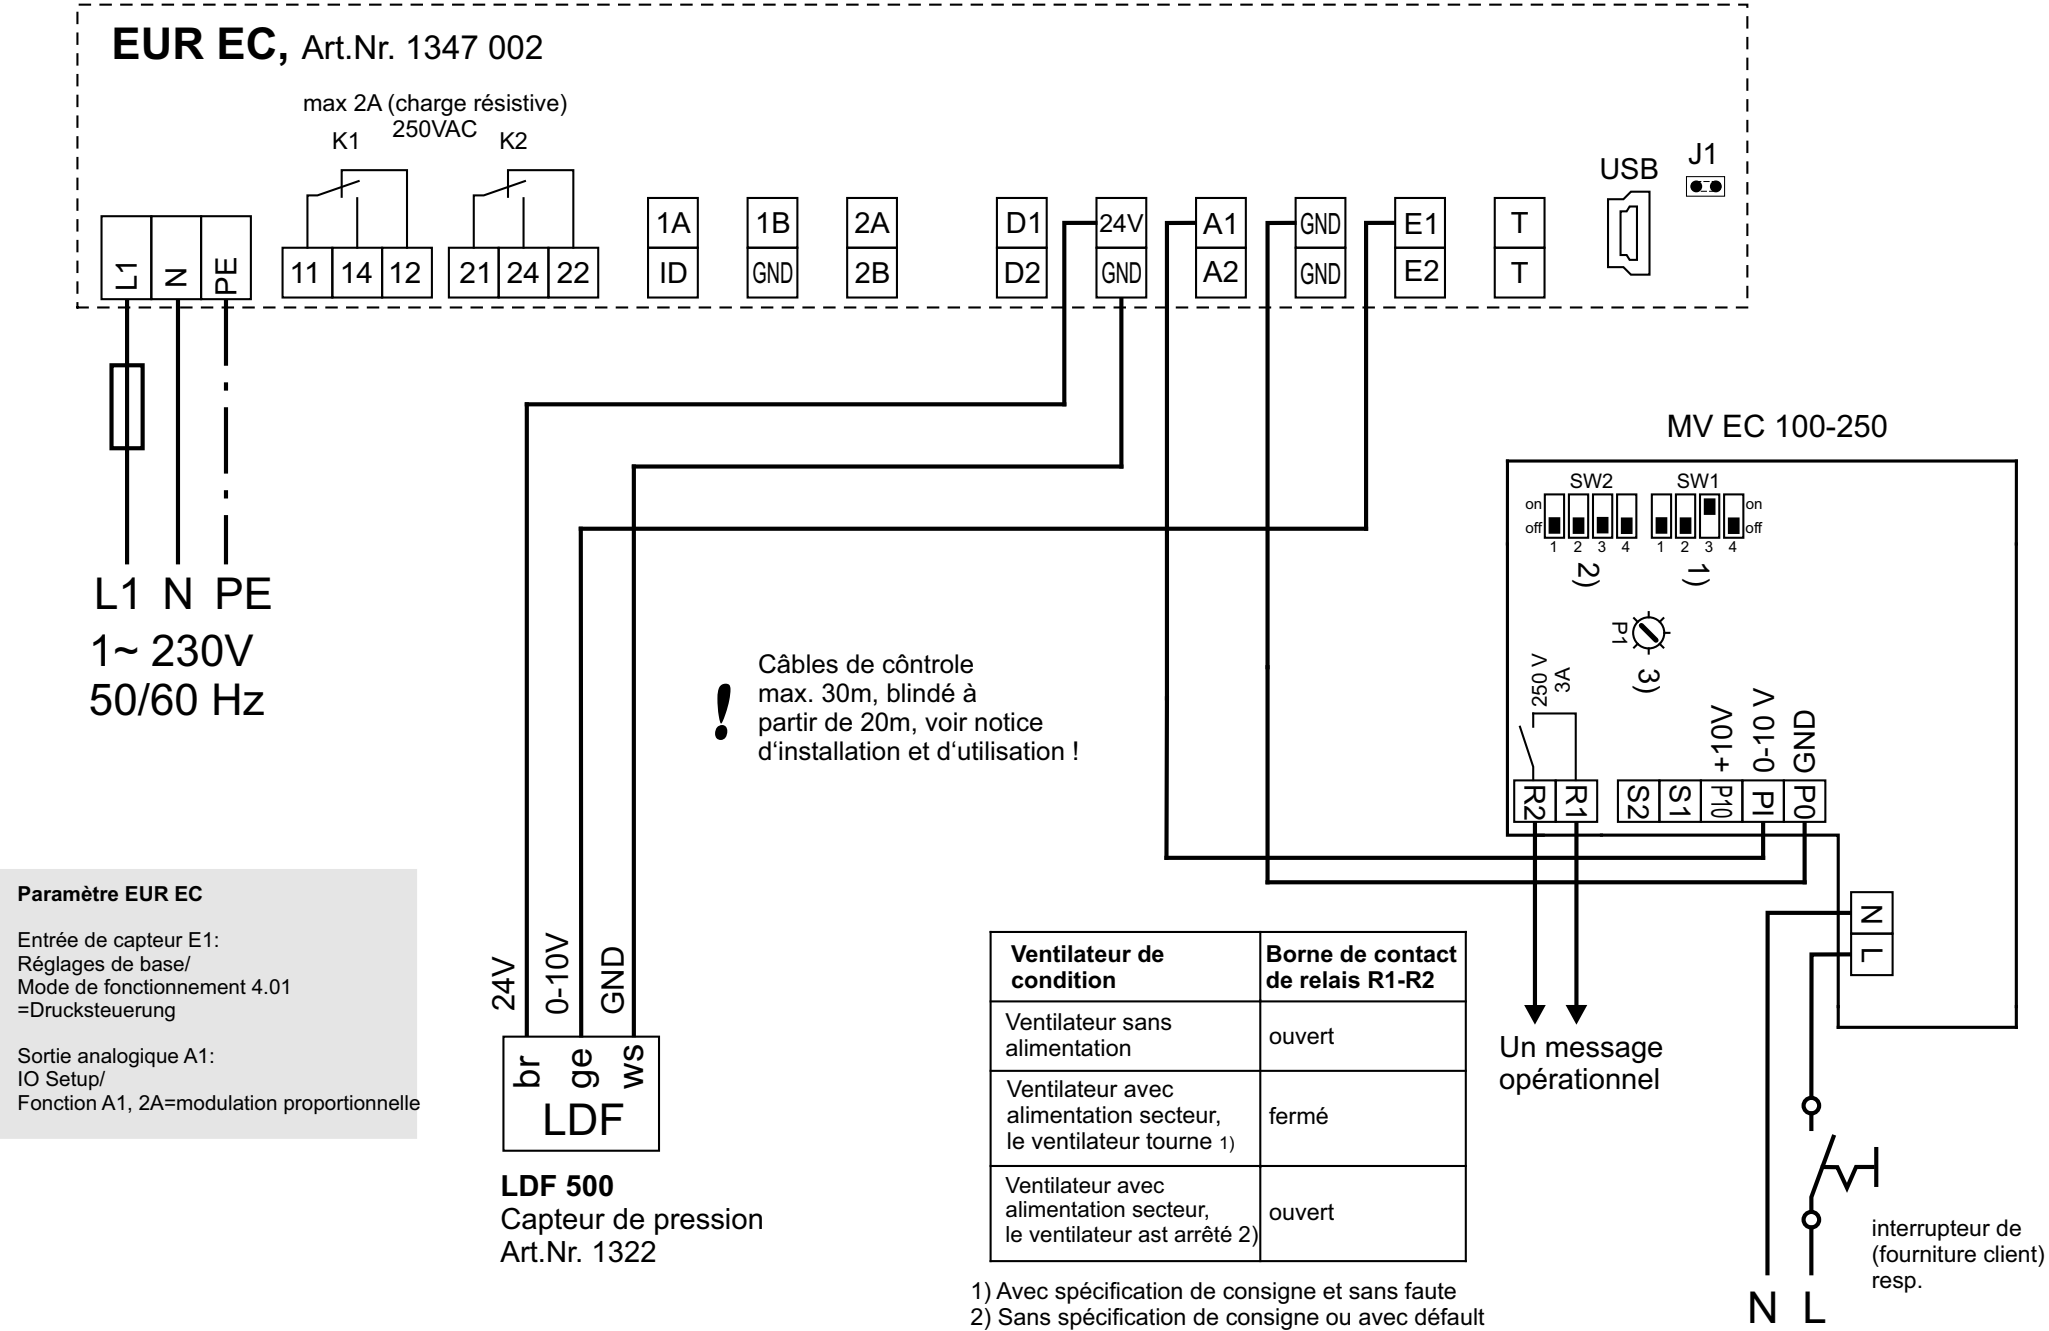 EUR EC, Art.Nr. 1347 002
max 2A (charge résistive)
250VAC
K1
K2
USB
J1
L1
N
PE
11 14 12
21 24 22
1A
ID
1B
GND
2A
2B
D1
D2
24V
GND
A1
A2
GND
GND
E1
E2
T
T
L1 N PE
1~ 230V
50/60 Hz
MV EC 100-250
SW2
SW1
on
off
on
off
1 2 3 4
1 2 3 4
2)
1)
P1
3)
250 V
3A
+10V
0-10 V
GND
R2
R1
S2
S1
P10
PI
P0
N
L
!
Câbles de côntrole
max. 30m, blindé à
partir de 20m, voir notice
d‘installation et d‘utilisation !
Paramètre EUR EC
Entrée de capteur E1:
Réglages de base/
Mode de fonctionnement 4.01
=Drucksteuerung
Sortie analogique A1:
IO Setup/
Fonction A1, 2A=modulation proportionnelle
24V
0-10V
GND
br
ge
ws
LDF
LDF 500
Capteur de pression
Art.Nr. 1322
Ventilateur de
condition
Borne de contact
de relais R1-R2
Ventilateur sans
alimentation
ouvert
Ventilateur avec
alimentation secteur,
le ventilateur tourne 1)
fermé
Ventilateur avec
alimentation secteur,
le ventilateur ast arrêté 2)
ouvert
1) Avec spécification de consigne et sans faute
2) Sans spécification de consigne ou avec défault
Un message
opérationnel
interrupteur de
(fourniture client)
resp.
N L